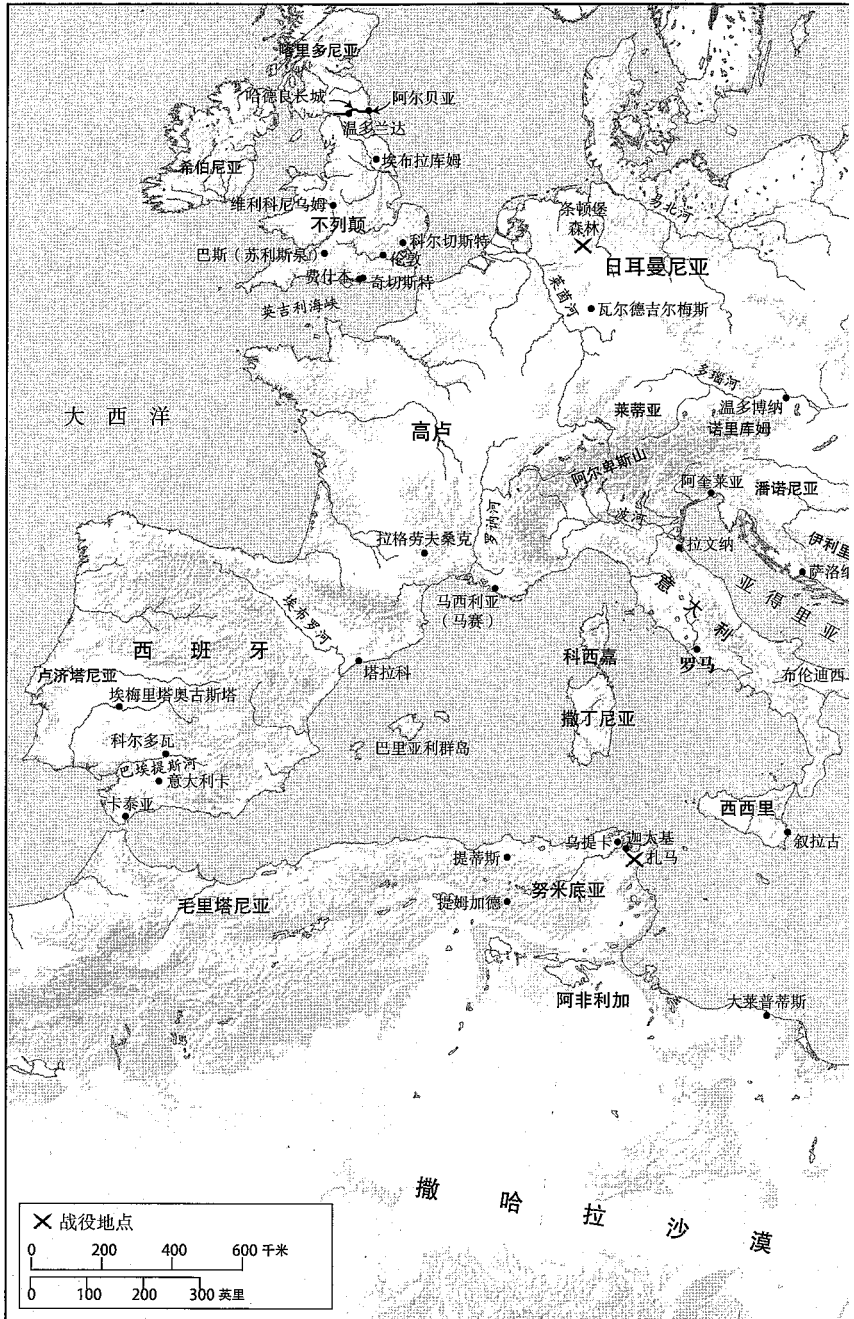 喀里多尼亚
哈德良长城
阿尔贝亚
温多兰达
希伯尼亚
埃布拉库姆
维利科尼乌姆
不列颠
科尔切斯特
巴斯(苏利斯泉)
伦敦
费仕本
奇切斯特
英吉利海峡
条顿堡
森林
易北河
日耳曼尼亚
莱茵河
瓦尔德吉尔梅斯
大西洋
多瑙河
莱蒂亚
温多博纳
诺里库姆
高卢
阿尔卑斯山
阿奎莱亚
潘诺尼亚
罗讷河
波河
拉格劳夫桑克
拉文纳
伊利里
萨洛纳
马西利亚
(马赛)
意大利
亚得里亚
埃布罗河
西班牙
科西嘉
罗马
卢济塔尼亚
塔拉科
布伦迪西
埃梅里塔奥古斯塔
撒丁尼亚
科尔多瓦
巴里亚利群岛
巴埃提斯河
意大利卡
卡泰亚
西西里
叙拉古
乌提卡
迦太基
扎马
提蒂斯
努米底亚
毛里塔尼亚
提姆加德
阿非利加
大莱普蒂斯
撒哈拉沙漠
战役地点
0 200 400 600 千米
0 100 200 300 英里